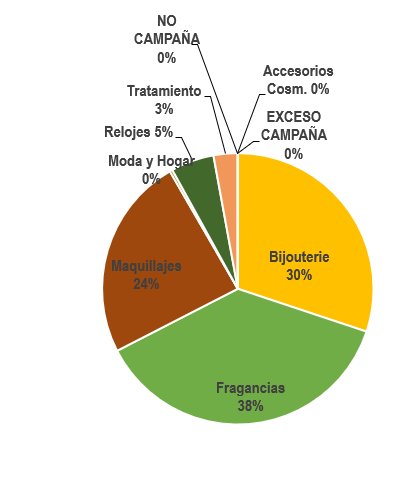 NO
CAMPAÑA
0%
Accesorios
Cosm. 0%
Tratamiento
3%
EXCESO
CAMPAÑA
0%
Relojes 5%
Moda y Hogar
0%
Bijouterie
30%
Maquillajes
24%
Fragancias
38%